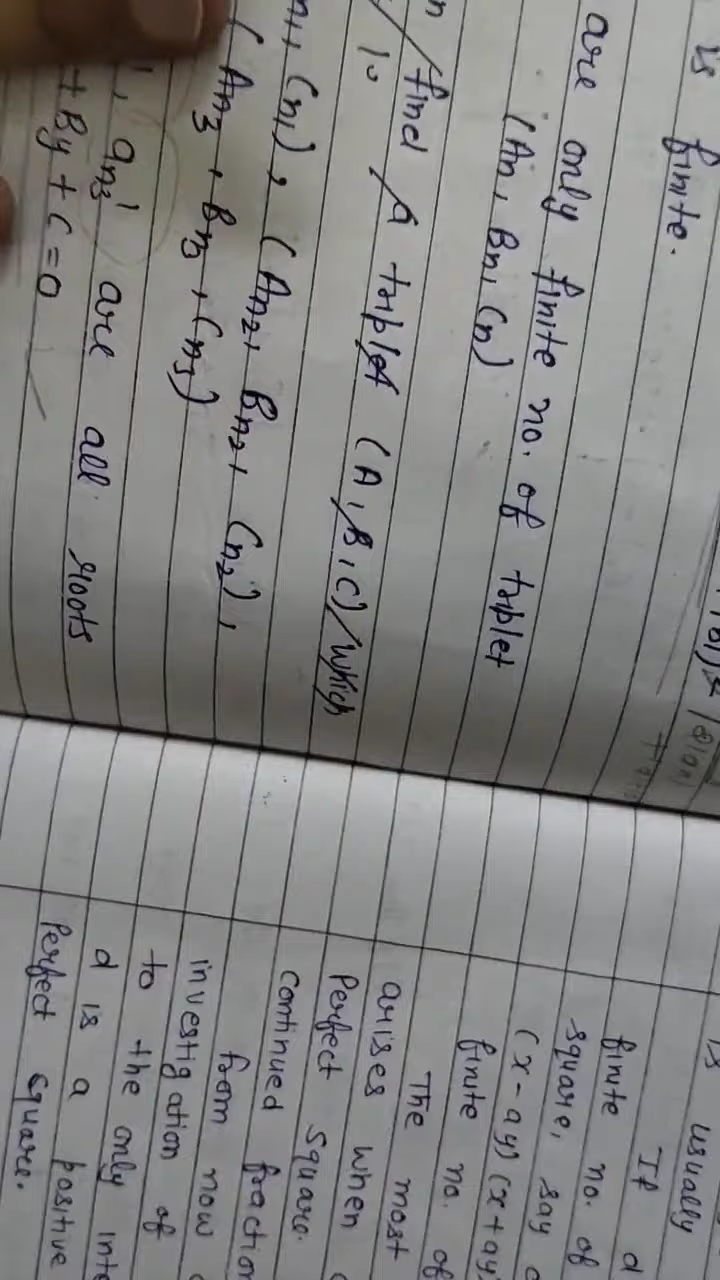 is finite.
are only finite no. of triplet
(An, Bn, Cn)
find a triplet (A, B, C) which
(n1), (An2, Bn2, Cn2),
(An3, Bn3, Cn3)
an3' are all roots
+ By + C = 0
is usually
If d
finite no. of
square, say
(x-ay)(x+ay)
finite no. of
The most
arises when
Perfect square.
continued fraction
from now
investigation of
to the only
d is a positive
Perfect square.